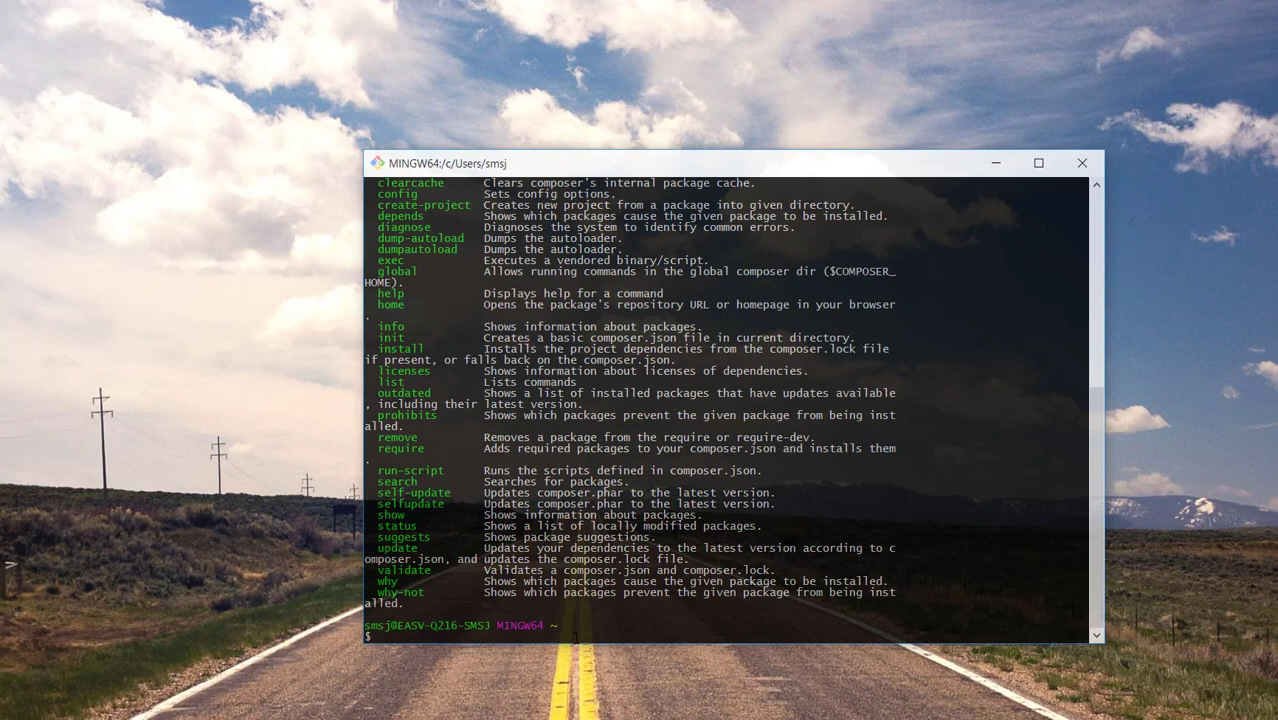 MINGW64:/c/Users/smsj
clearcache Clears composer's internal package cache.
config Sets config options.
create-project Creates new project from a package into given directory.
depends Shows which packages cause the given package to be installed.
diagnose Diagnoses the system to identify common errors.
dump-autoload Dumps the autoloader.
dumpautoload Dumps the autoloader.
exec Executes a vendored binary/script.
global Allows running commands in the global composer dir ($COMPOSER_
HOME).
help Displays help for a command
home Opens the package's repository URL or homepage in your browser
.
info Shows information about packages.
init Creates a basic composer.json file in current directory.
install Installs the project dependencies from the composer.lock file
if present, or falls back on the composer.json.
licenses Shows information about licenses of dependencies.
list Lists commands
outdated Shows a list of installed packages that have updates available
, including their latest version.
prohibits Shows which packages prevent the given package from being inst
alled.
remove Removes a package from the require or require-dev.
require Adds required packages to your composer.json and installs them
.
run-script Runs the scripts defined in composer.json.
search Searches for packages.
self-update Updates composer.phar to the latest version.
selfupdate Updates composer.phar to the latest version.
show Shows information about packages.
status Shows a list of locally modified packages.
suggests Shows package suggestions.
update Updates your dependencies to the latest version according to c
omposer.json, and updates the composer.lock file.
validate Validates a composer.json and composer.lock.
why Shows which packages cause the given package to be installed.
why-not Shows which packages prevent the given package from being inst
alled.
smsj@EASV-Q216-SMSJ MINGW64 ~
$